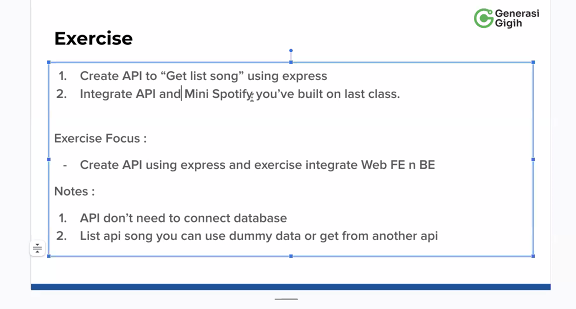 Generasi
Gigih
Exercise
1. Create API to “Get list song” using express
2. Integrate API and Mini Spotify you’ve built on last class.
Exercise Focus :
- Create API using express and exercise integrate Web FE n BE
Notes :
1. API don’t need to connect database
2. List api song you can use dummy data or get from another api